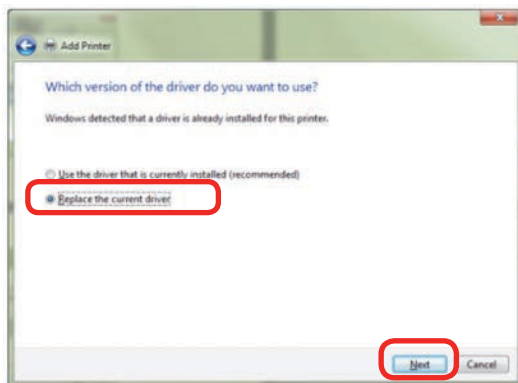 Add Printer
Which version of the driver do you want to use?
Windows detected that a driver is already installed for this printer.
Use the driver that is currently installed (recommended)
Replace the current driver
Next
Cancel